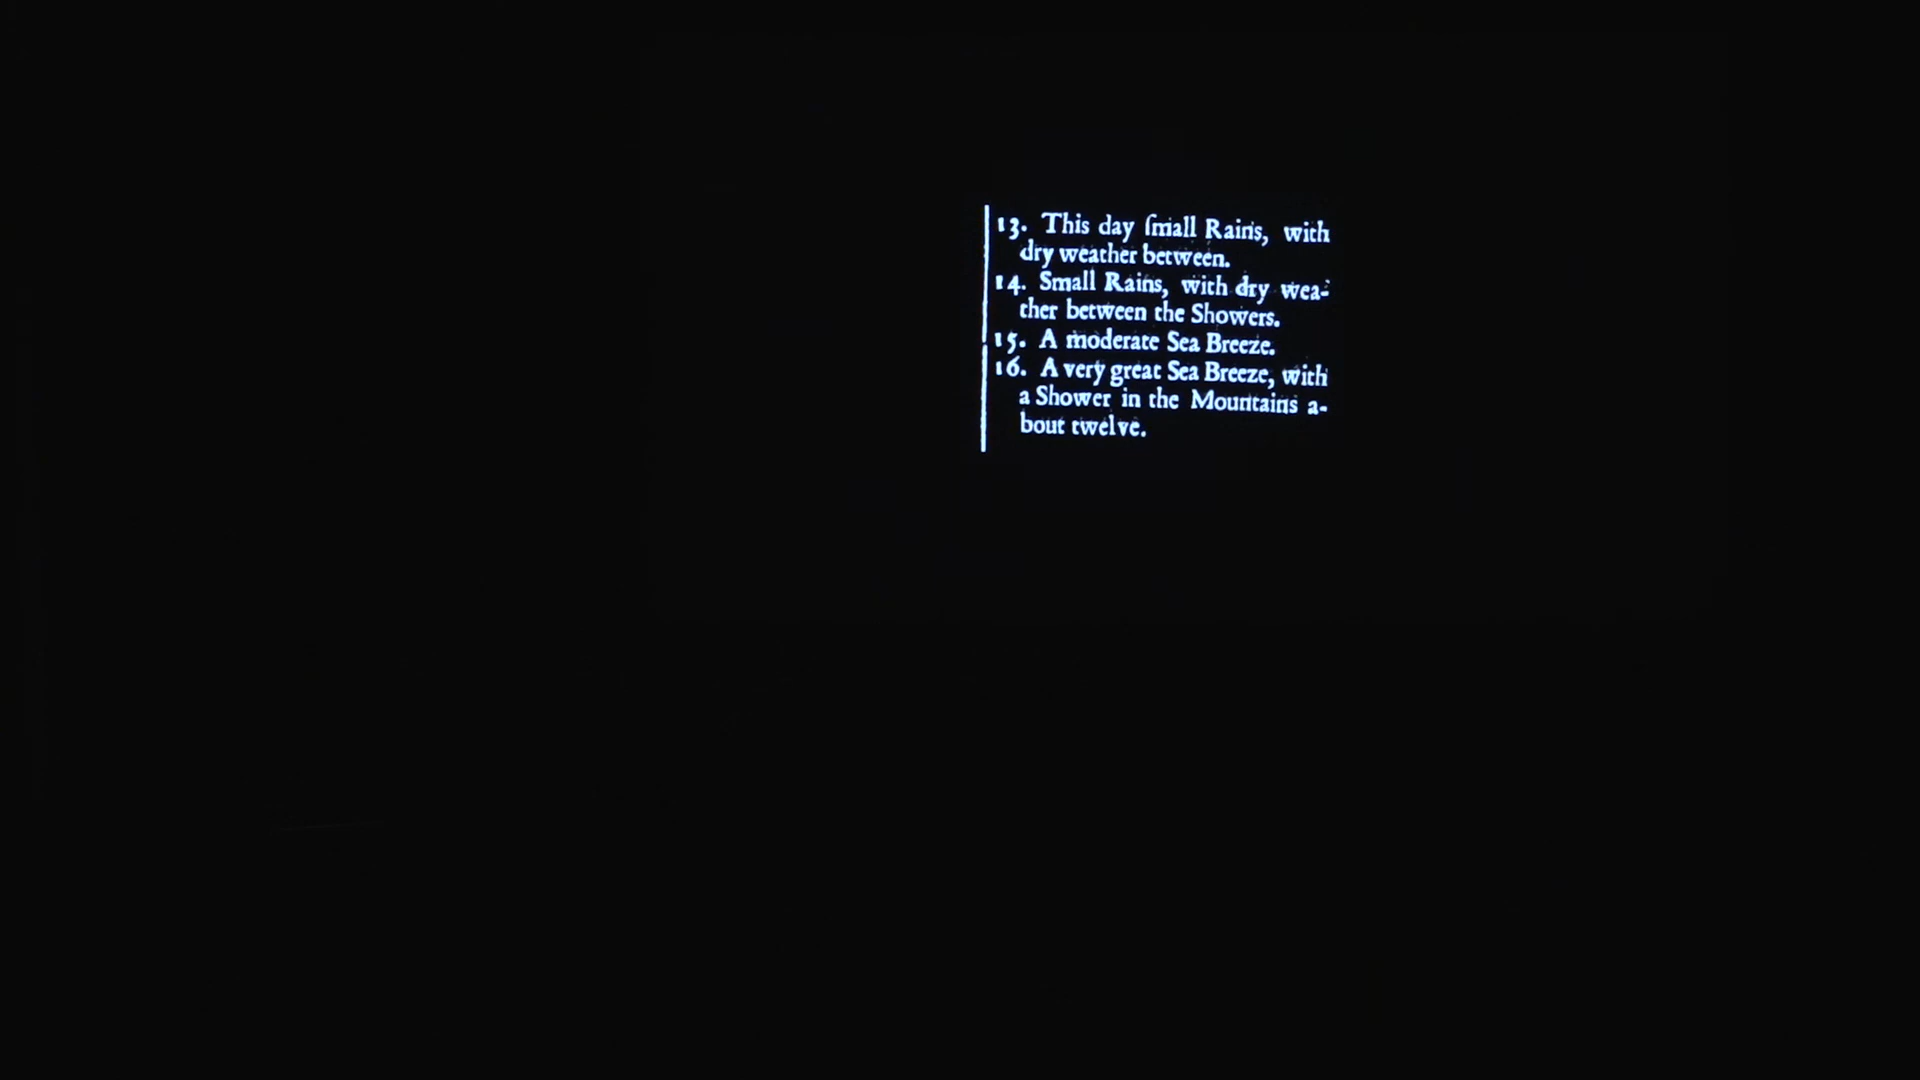 13. This day ſmall Rains, with
dry weather between.
14. Small Rains, with dry wea-
ther between the Showers.
15. A moderate Sea Breeze.
16. A very great Sea Breeze, with
a Shower in the Mountains a-
bout twelve.